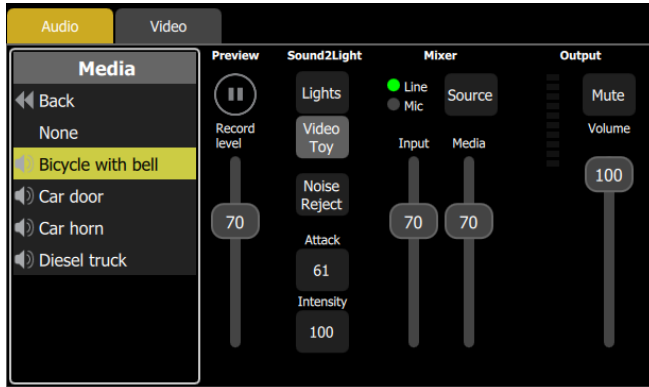 Audio
Video
Media
Back
None
Bicycle with bell
Car door
Car horn
Diesel truck
Preview
Record
level
70
Sound2Light
Lights
Video
Toy
Noise
Reject
Attack
61
Intensity
100
Mixer
Line
Mic
Source
Input
Media
70
70
Output
Mute
Volume
100